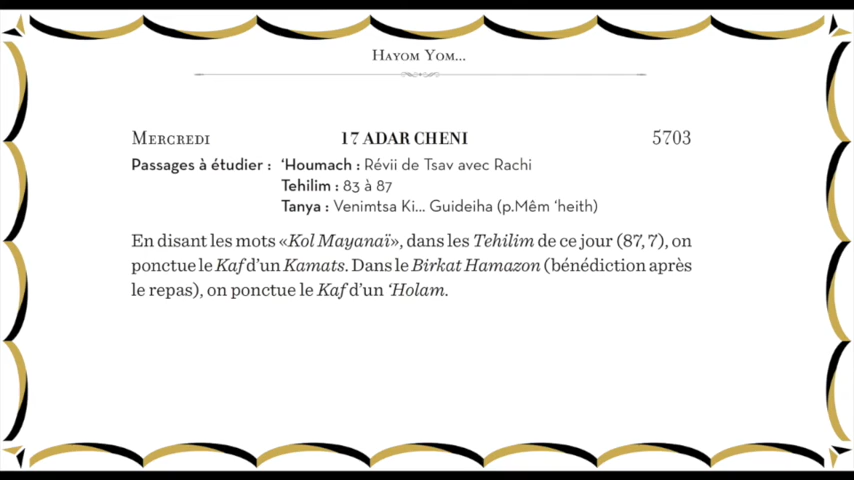 Hayom Yom...
Mercredi 17 ADAR CHENI 5703
Passages à étudier : ‘Houmach : Révii de Tsav avec Rachi
Tehilim : 83 à 87
Tanya : Venimtsa Ki... Guideiha (p.Mêm ‘heith)
En disant les mots «Kol Mayanaï», dans les Tehilim de ce jour (87, 7), on
ponctue le Kaf d’un Kamats. Dans le Birkat Hamazon (bénédiction après
le repas), on ponctue le Kaf d’un ‘Holam.